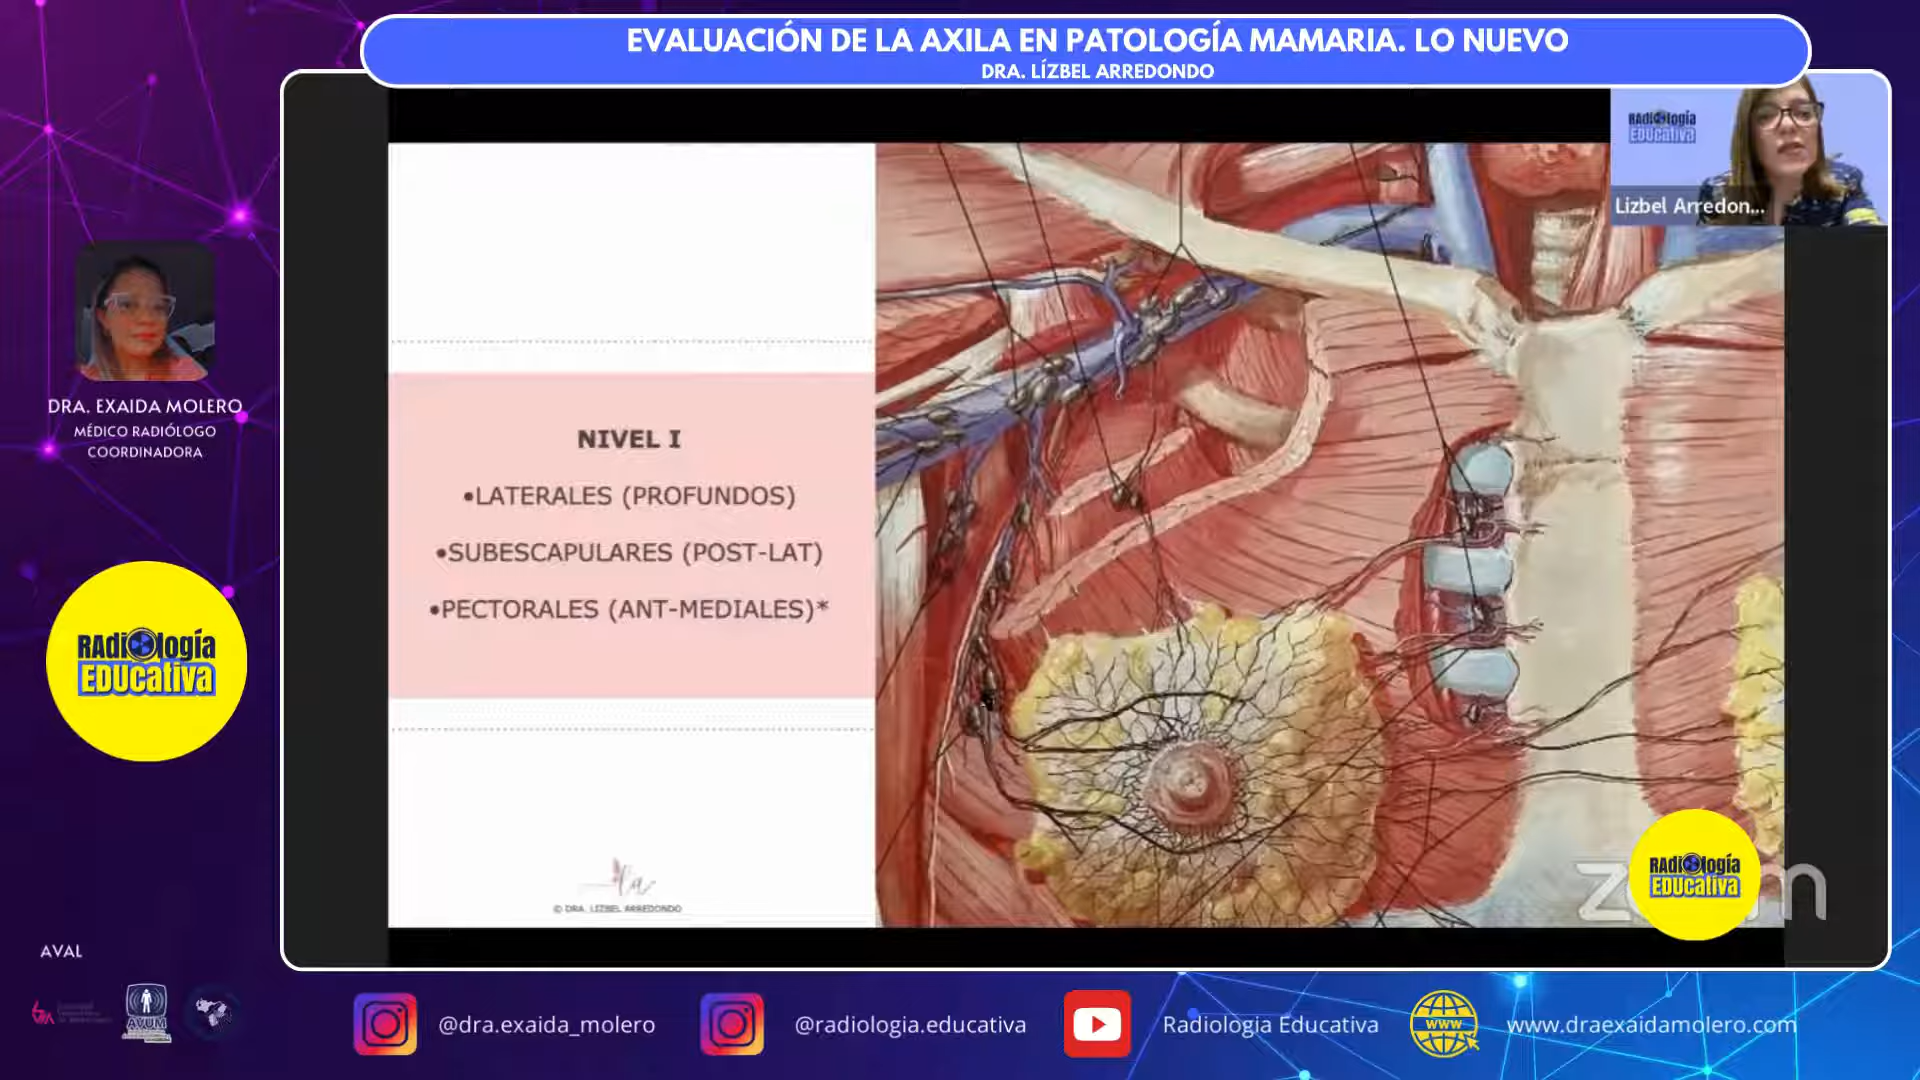 EVALUACIÓN DE LA AXILA EN PATOLOGÍA MAMARIA. LO NUEVO
DRA. LÍZBEL ARREDONDO
RAdiología
EDUcativa
Lizbel Arredon...
DRA. EXAIDA MOLERO
MÉDICO RADIÓLOGO
COORDINADORA
RAdiología
EDUcativa
NIVEL I
•LATERALES (PROFUNDOS)
•SUBESCAPULARES (POST-LAT)
•PECTORALES (ANT-MEDIALES)*
la
© DRA. LIZBEL ARREDONDO
RAdiología
EDUcativa
AVAL
AVUM
@dra.exaida_molero
@radiologia.educativa
Radiologia Educativa
WWW
www.draexaidamolero.com